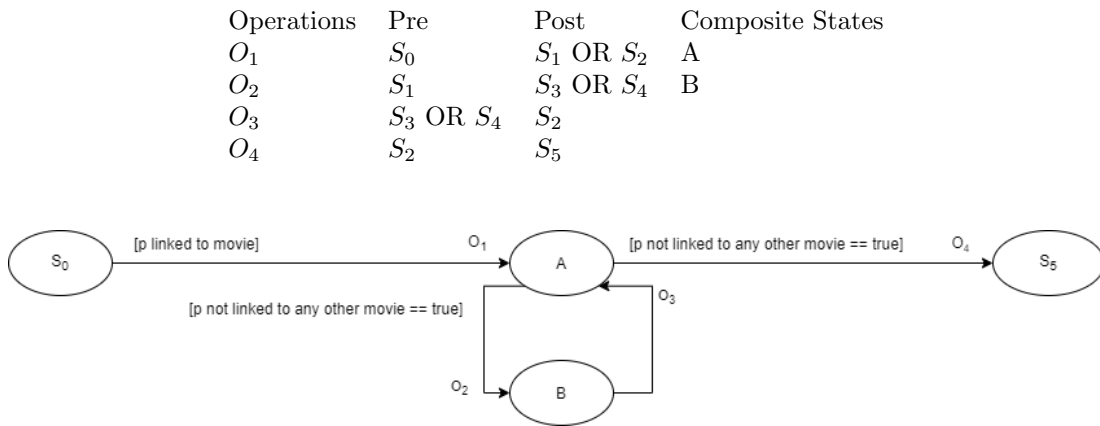 Operations Pre Post Composite States
O₁ S₀ S₁ OR S₂ A
O₂ S₁ S₃ OR S₄ B
O₃ S₃ OR S₄ S₂
O₄ S₂ S₅
[p linked to movie] O₁ [p not linked to any other movie == true] O₄
S₀ A S₅
[p not linked to any other movie == true] O₃
O₂ B